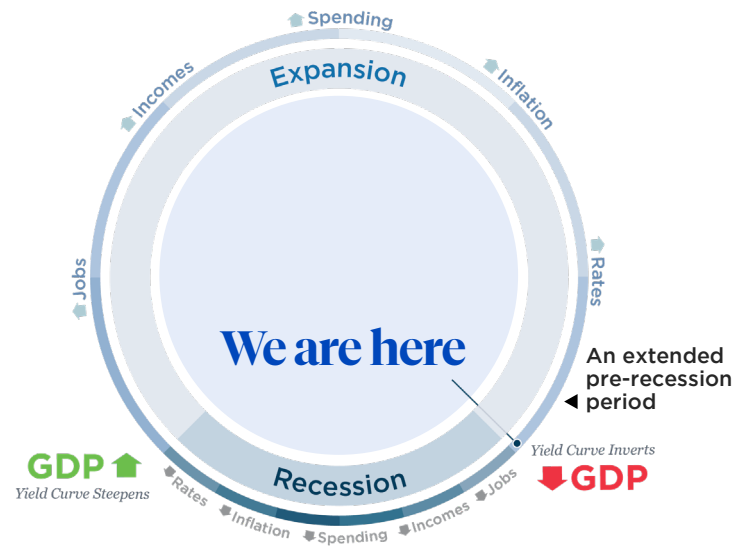 Spending
Expansion
Incomes
Inflation
Jobs
Rates
We are here
An extended
pre-recession
period
Yield Curve Inverts
GDP
GDP
Yield Curve Steepens
Recession
Rates
Inflation
Spending
Incomes
Jobs